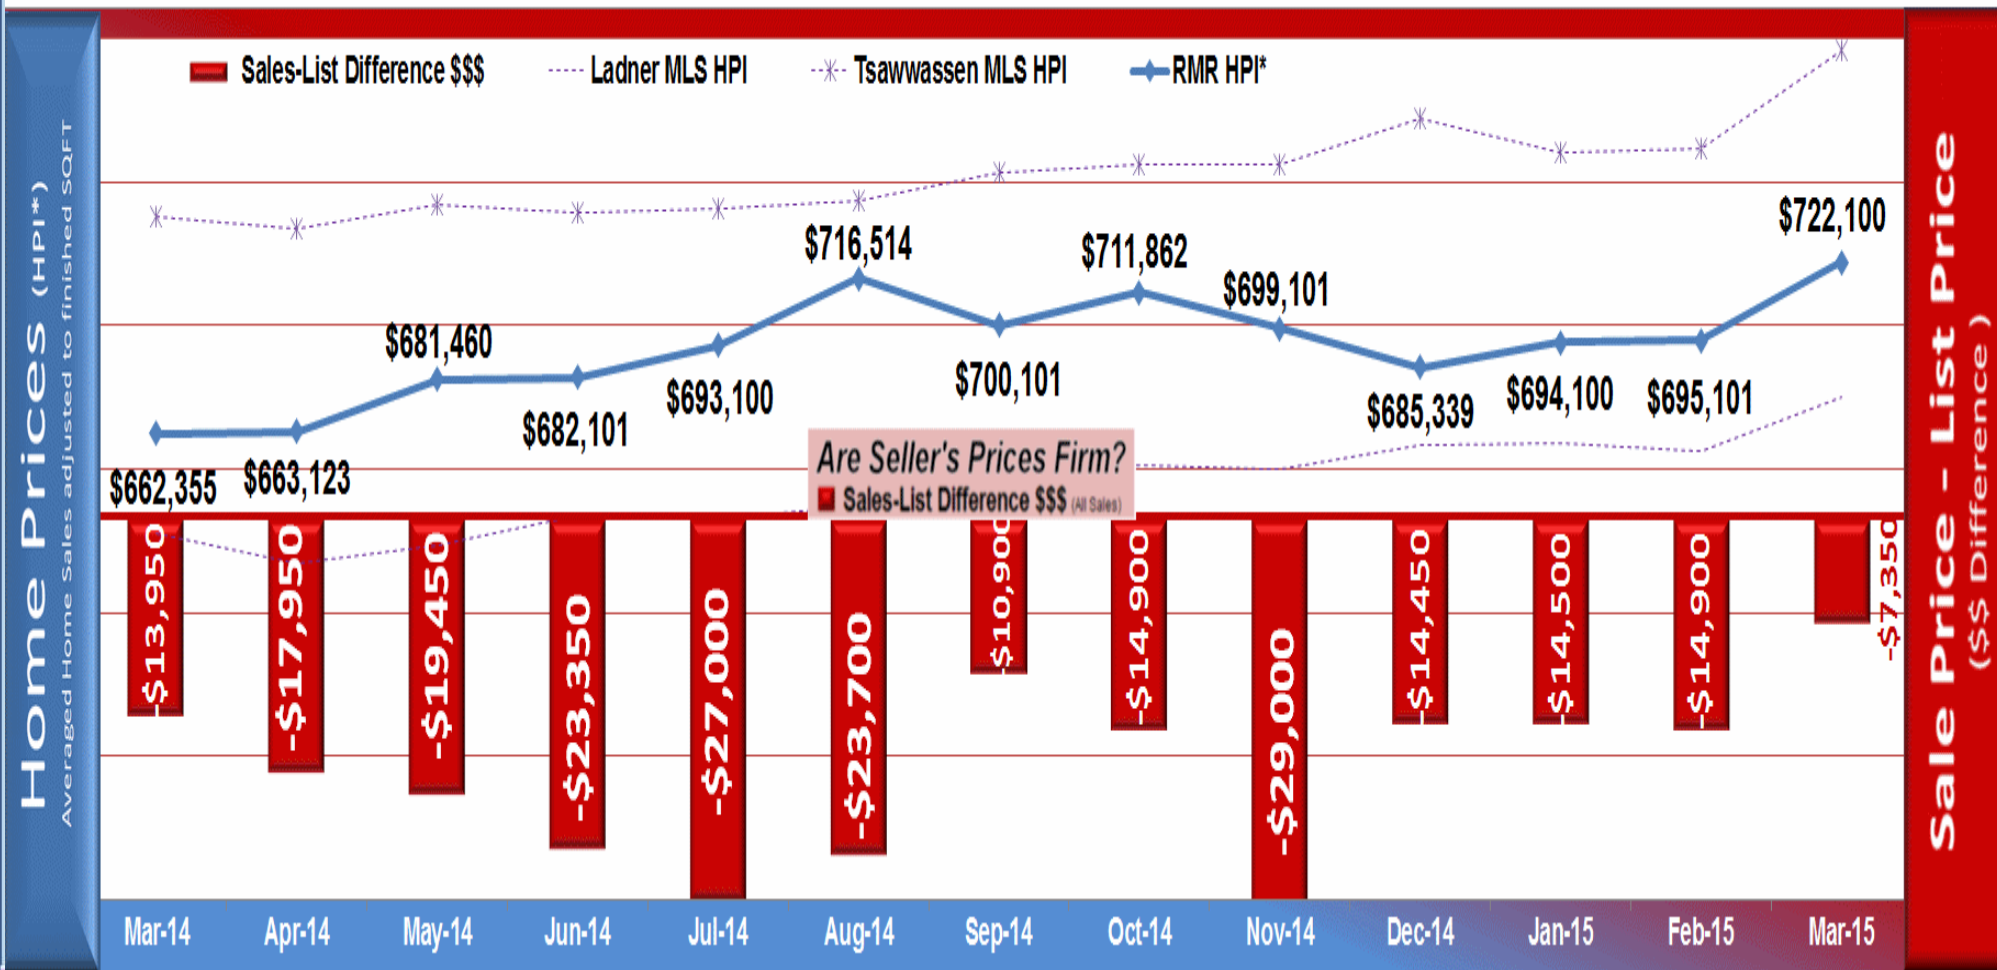 Home Prices (HPI*)
Averaged Home Sales adjusted to finished SQFT
Sales-List Difference $$$
Ladner MLS HPI
Tsawwassen MLS HPI
RMR HPI*
$662,355
$663,123
$681,460
$682,101
$693,100
$716,514
$700,101
$711,862
$699,101
$685,339
$694,100
$695,101
$722,100
Are Seller's Prices Firm?
Sales-List Difference $$$ (All Sales)
-$13,950
-$17,950
-$19,450
-$23,350
-$27,000
-$23,700
-$10,900
-$14,900
-$29,000
-$14,450
-$14,500
-$14,900
-$7,350
Mar-14
Apr-14
May-14
Jun-14
Jul-14
Aug-14
Sep-14
Oct-14
Nov-14
Dec-14
Jan-15
Feb-15
Mar-15
Sale Price - List Price
($$ Difference )